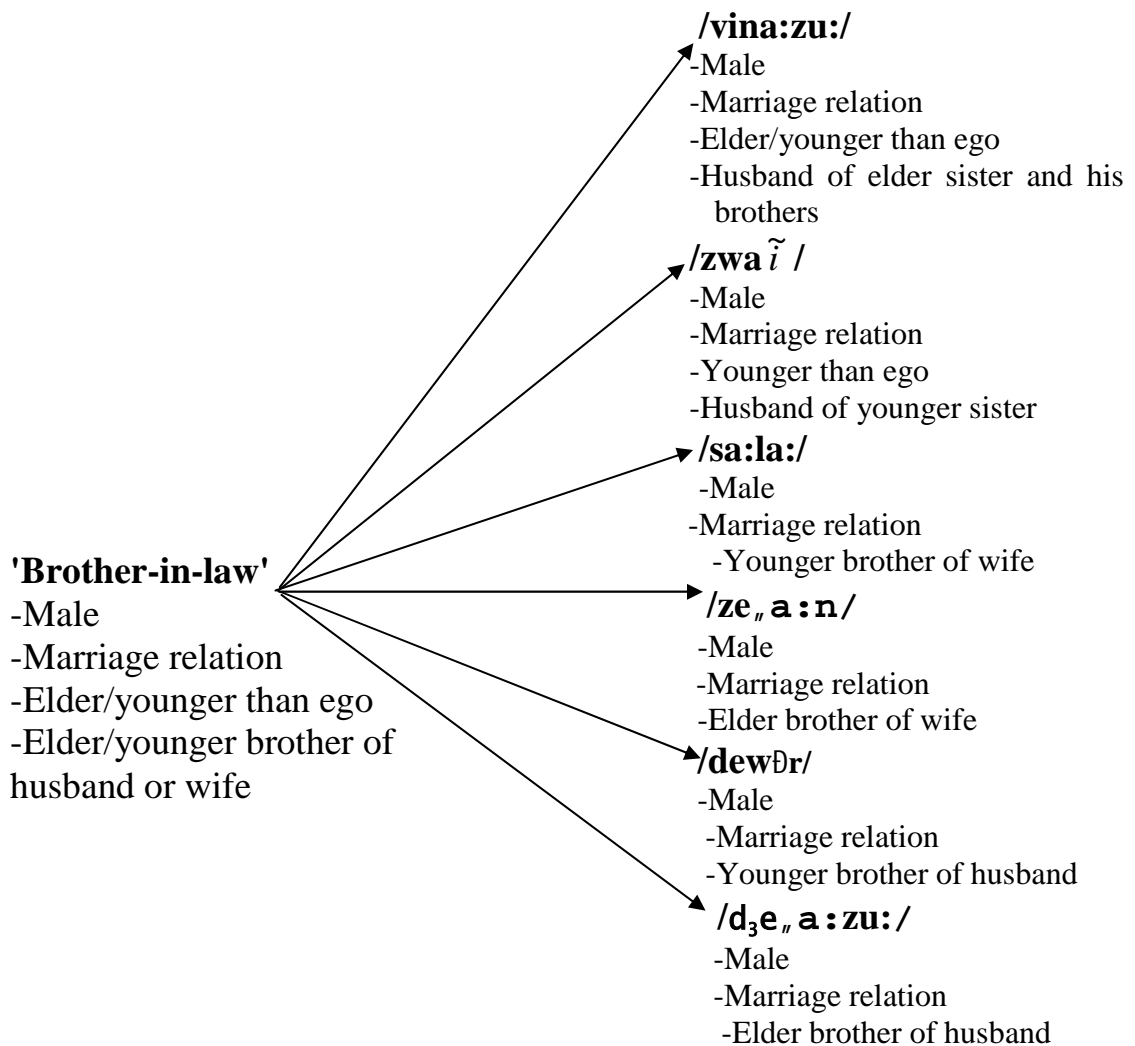 /vina:zu:/
-Male
-Marriage relation
-Elder/younger than ego
-Husband of elder sister and his
brothers
/zwa ĩ /
-Male
-Marriage relation
-Younger than ego
-Husband of younger sister
/sa:la:/
-Male
-Marriage relation
-Younger brother of wife
/ze„a:n/
-Male
-Marriage relation
-Elder brother of wife
/dewÐr/
-Male
-Marriage relation
-Younger brother of husband
/d₃e„a:zu:/
-Male
-Marriage relation
-Elder brother of husband
'Brother-in-law'
-Male
-Marriage relation
-Elder/younger than ego
-Elder/younger brother of
husband or wife